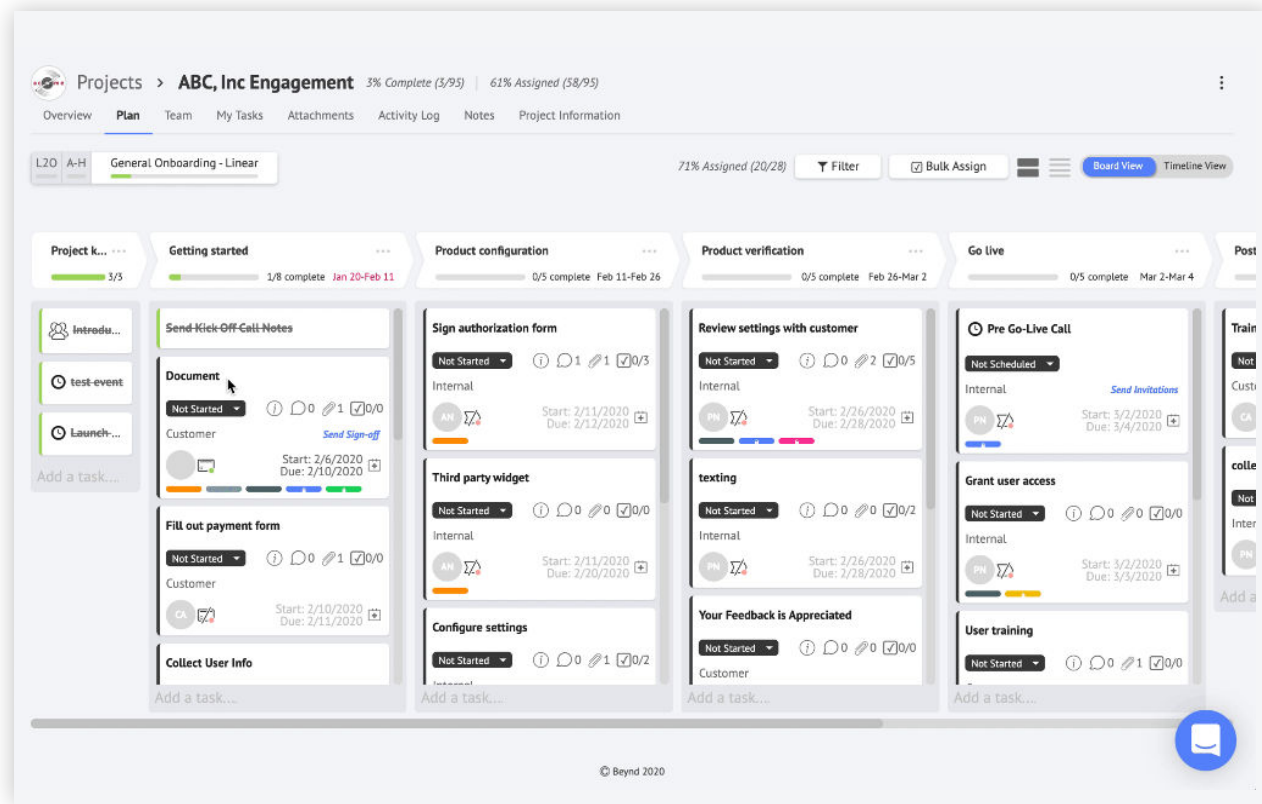 Projects > ABC, Inc Engagement 3% Complete (3/95) | 61% Assigned (58/95)
Overview Plan Team My Tasks Attachments Activity Log Notes Project Information
L2O A-H General Onboarding - Linear 71% Assigned (20/28) Filter Bulk Assign Board View Timeline View
Project k... ... Getting started ... Product configuration ... Product verification ... Go live ... Post
3/3 1/8 complete Jan 20-Feb 11 0/5 complete Feb 11-Feb 26 0/5 complete Feb 26-Mar 2 0/5 complete Mar 2-Mar 4
Introdu...
test event
Launch-...
Add a task....
Send Kick Off Call Notes
Document
Not Started 0 1 0/0
Customer Send Sign-off
Start: 2/6/2020
Due: 2/10/2020
Fill out payment form
Not Started 0 1 0/0
Customer
CA Start: 2/10/2020
Due: 2/11/2020
Collect User Info
Add a task....
Sign authorization form
Not Started 1 1 0/3
Internal
AN Start: 2/11/2020
Due: 2/12/2020
Third party widget
Not Started 0 0 0/0
Internal
AN Start: 2/11/2020
Due: 2/20/2020
Configure settings
Not Started 0 1 0/2
Internal
Add a task....
Review settings with customer
Not Started 0 2 0/5
Internal
PN Start: 2/26/2020
Due: 2/28/2020
texting
Not Started 0 0 0/2
Internal
PN Start: 2/26/2020
Due: 2/28/2020
Your Feedback is Appreciated
Not Started 0 0 0/0
Customer
Add a task....
Pre Go-Live Call
Not Scheduled
Internal Send Invitations
PN Start: 3/2/2020
Due: 3/4/2020
Grant user access
Not Started 0 0 0/0
Internal
PN Start: 3/2/2020
Due: 3/3/2020
User training
Not Started 0 1 0/0
Add a task....
Train
Not
Custo
CA
colle
Not
Inter
PN
Add a
© Beynd 2020